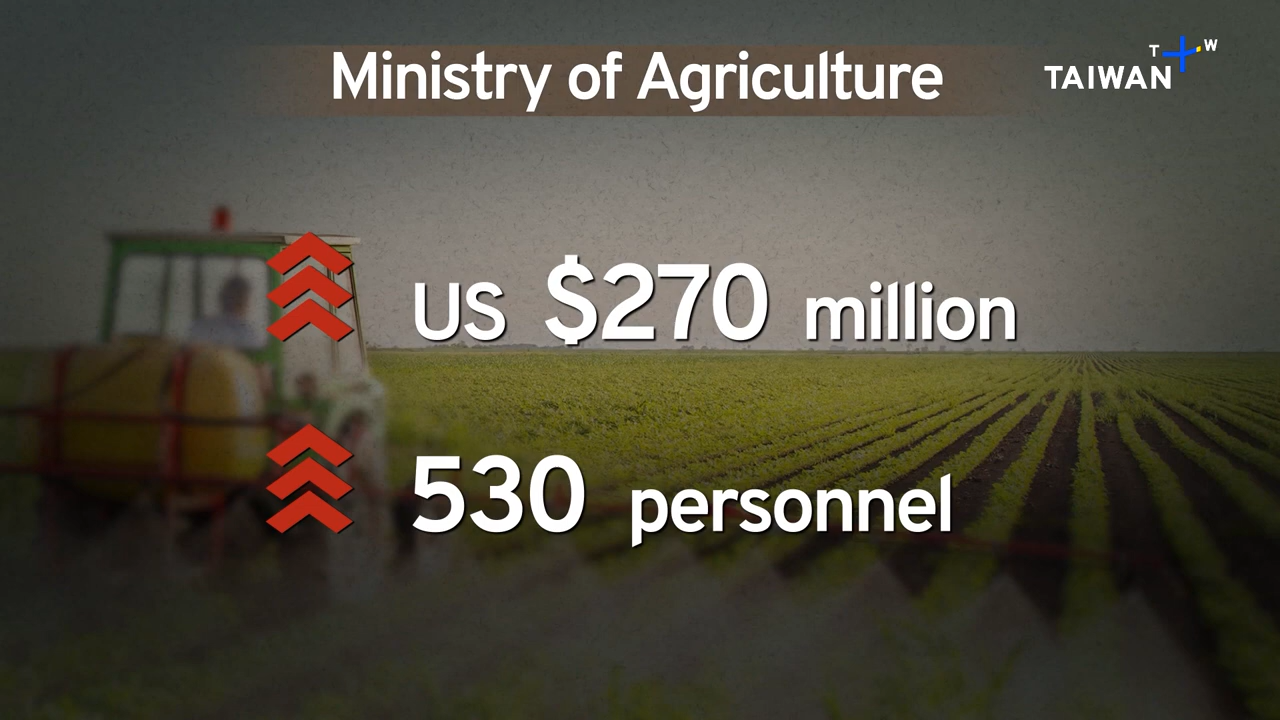 Ministry of Agriculture
T W
TAIWAN
US $270 million
530 personnel